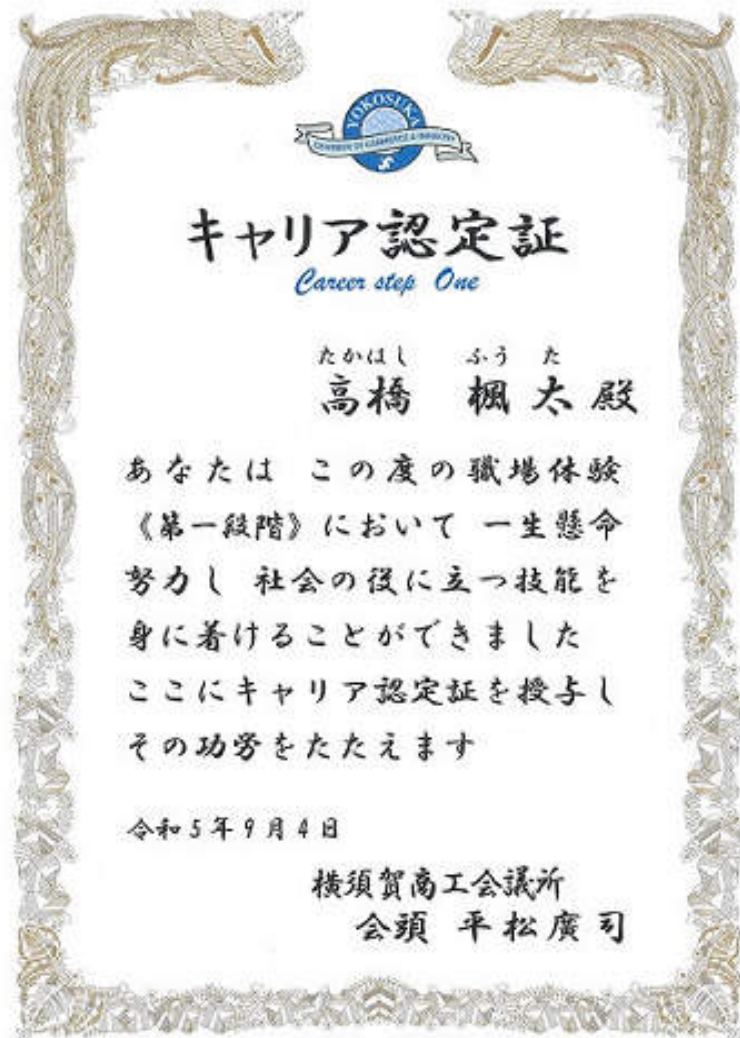 YOKOSUKA
CHAMBER OF COMMERCE & INDUSTRY
キャリア認定証
Career step One
たかはし ふうた
高橋 楓太殿
あなたは この度の職場体験
《第一段階》において 一生懸命
努力し 社会の役に立つ技能を
身に着けることができました
ここにキャリア認定証を授与し
その功労をたたえます
令和5年9月4日
横須賀商工会議所
会頭 平松廣司